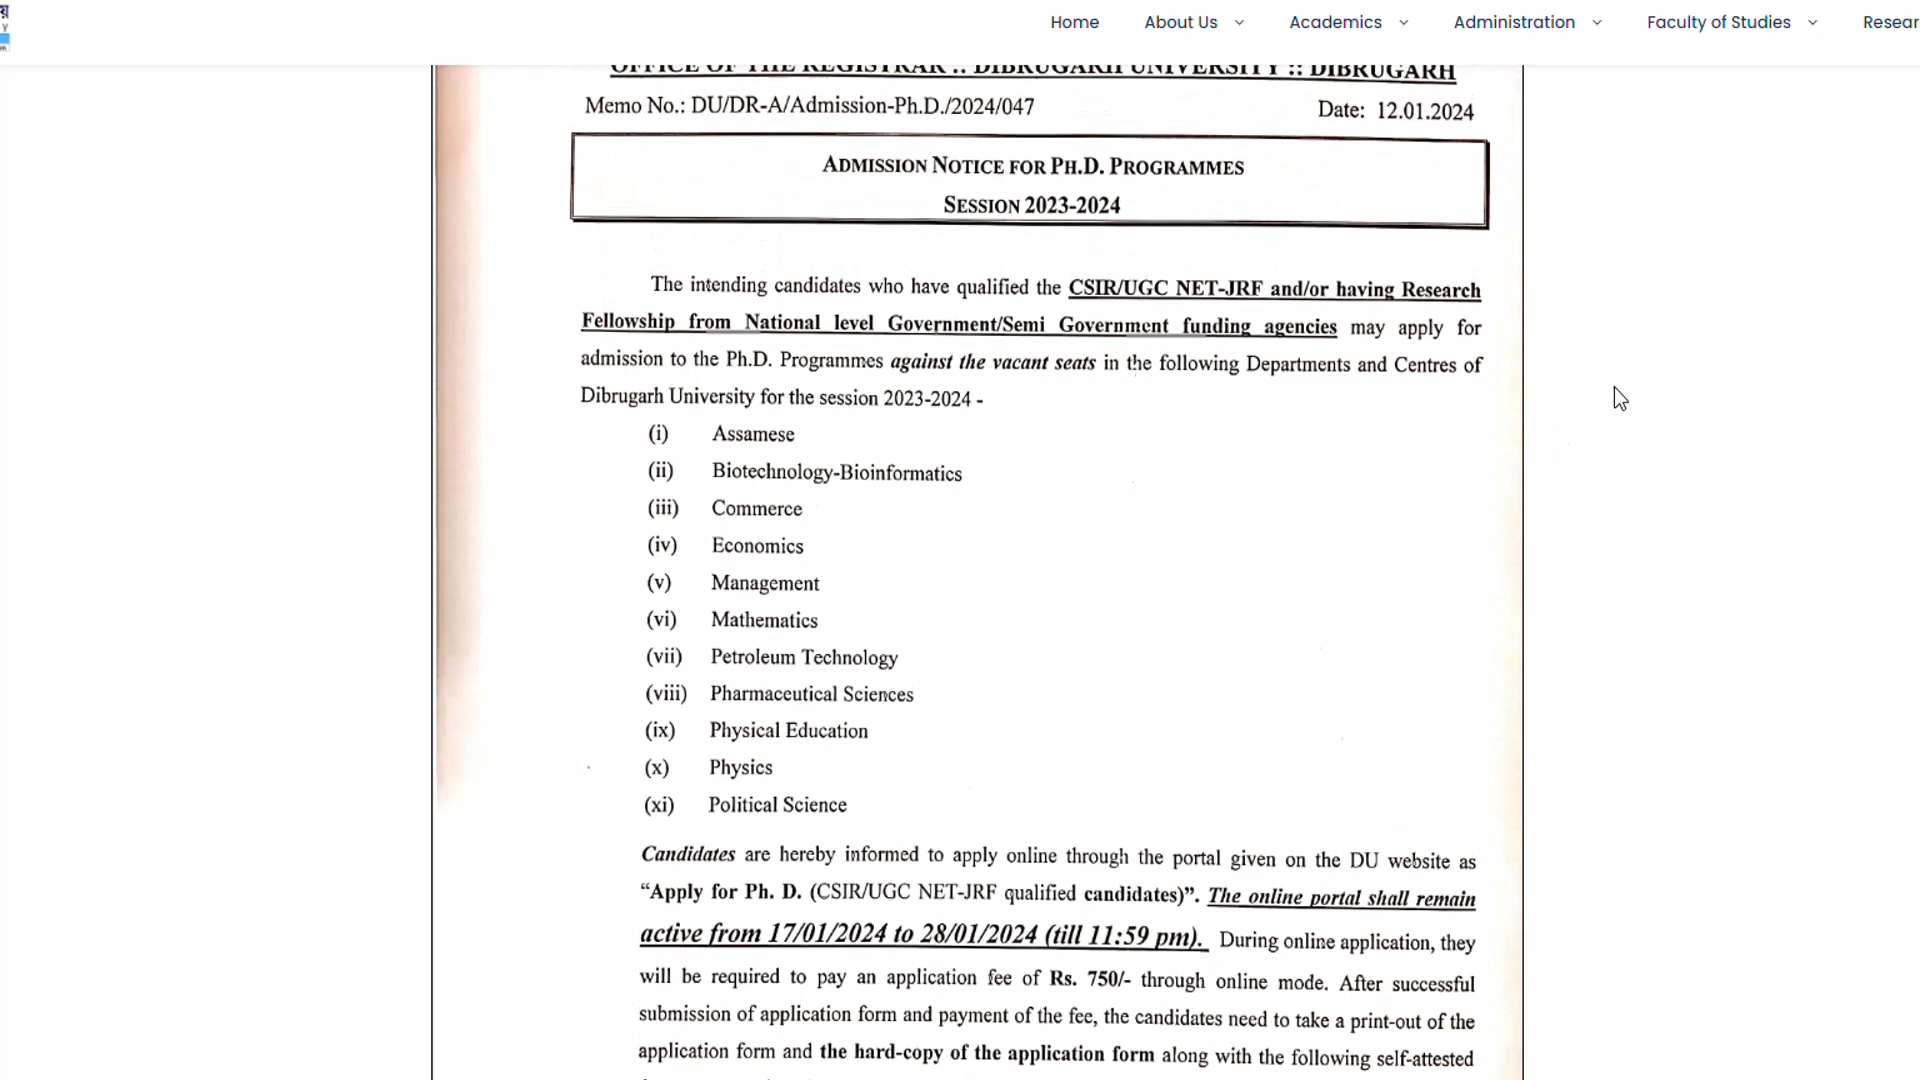 Home About Us Academics Administration Faculty of Studies
OFFICE OF THE REGISTRAR :: DIBRUGARH UNIVERSITY :: DIBRUGARH
Memo No.: DU/DR-A/Admission-Ph.D./2024/047 Date: 12.01.2024
ADMISSION NOTICE FOR PH.D. PROGRAMMES
SESSION 2023-2024
The intending candidates who have qualified the CSIR/UGC NET-JRF and/or having Research
Fellowship from National level Government/Semi Government funding agencies may apply for
admission to the Ph.D. Programmes against the vacant seats in the following Departments and Centres of
Dibrugarh University for the session 2023-2024 -
(i) Assamese
(ii) Biotechnology-Bioinformatics
(iii) Commerce
(iv) Economics
(v) Management
(vi) Mathematics
(vii) Petroleum Technology
(viii) Pharmaceutical Sciences
(ix) Physical Education
(x) Physics
(xi) Political Science
Candidates are hereby informed to apply online through the portal given on the DU website as
“Apply for Ph. D. (CSIR/UGC NET-JRF qualified candidates)”. The online portal shall remain
active from 17/01/2024 to 28/01/2024 (till 11:59 pm). During online application, they
will be required to pay an application fee of Rs. 750/- through online mode. After successful
submission of application form and payment of the fee, the candidates need to take a print-out of the
application form and the hard-copy of the application form along with the following self-attested